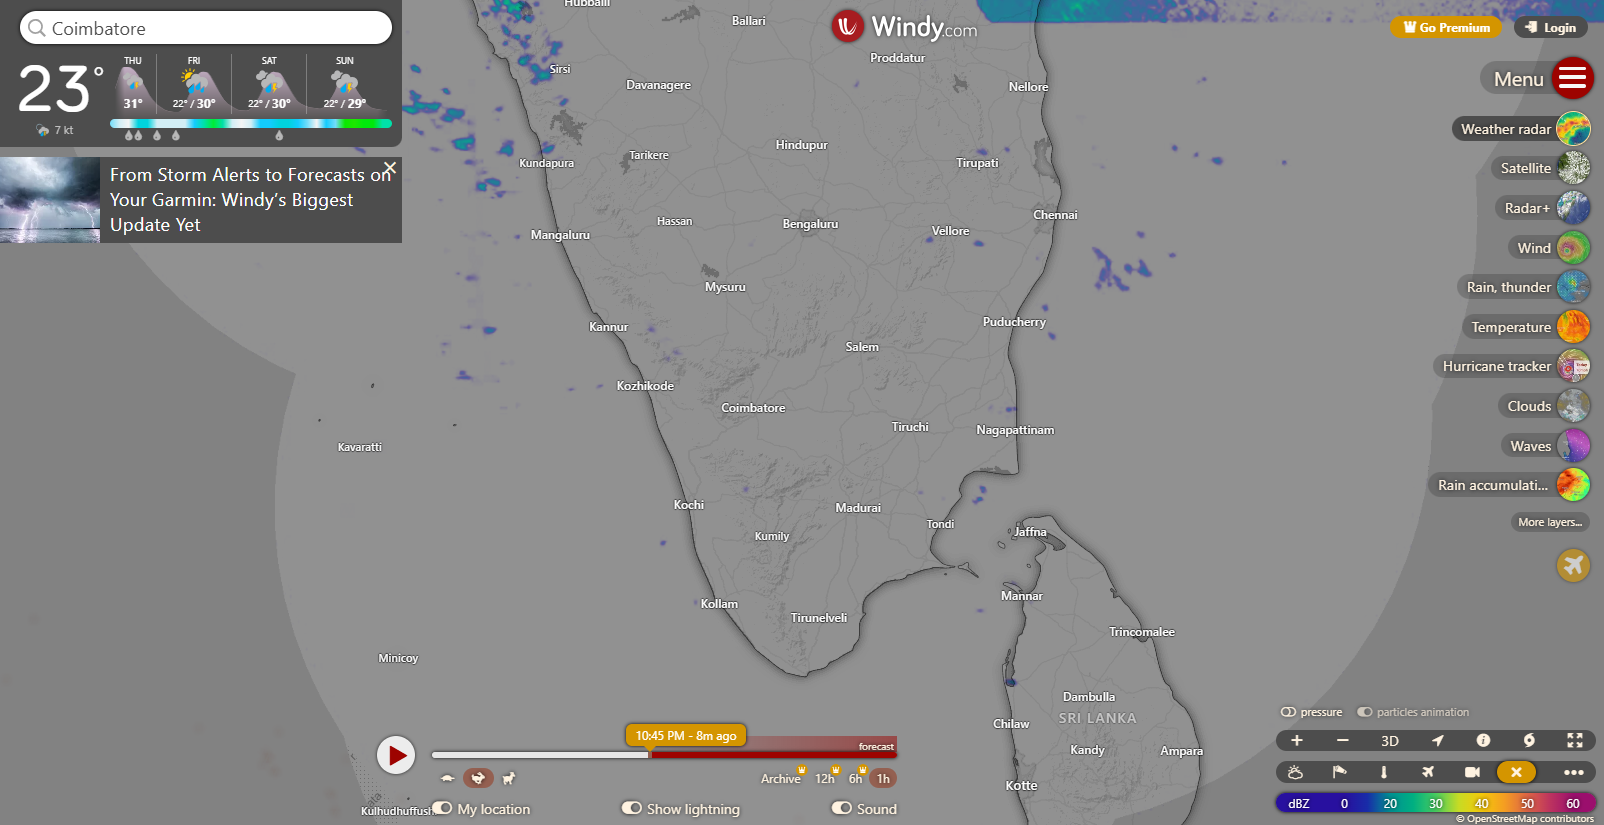 Coimbatore
23°
7 kt
THU
31°
FRI
22° / 30°
SAT
22° / 30°
SUN
22° / 29°
From Storm Alerts to Forecasts on
Your Garmin: Windy's Biggest
Update Yet
Windy.com
Go Premium
Login
Menu
Weather radar
Satellite
Radar+
Wind
Rain, thunder
Temperature
Hurricane tracker
Clouds
Waves
Rain accumulati...
More layers...
Hubballi
Ballari
Proddatur
Sirsi
Davanagere
Nellore
Hindupur
Kundapura
Tarikere
Tirupati
Mangaluru
Hassan
Bengaluru
Vellore
Chennai
Mysuru
Kannur
Puducherry
Salem
Kozhikode
Coimbatore
Tiruchi
Nagapattinam
Kavaratti
Kochi
Madurai
Tondi
Kumily
Jaffna
Mannar
Kollam
Tirunelveli
Trincomalee
Minicoy
Dambulla
SRI LANKA
Chilaw
Kandy
Ampara
Kotte
Kulhudhuffush
10:45 PM - 8m ago
forecast
Archive
12h
6h
1h
My location
Show lightning
Sound
pressure
particles animation
+
−
3D
dBZ
0
20
30
40
50
60
© OpenStreetMap contributors